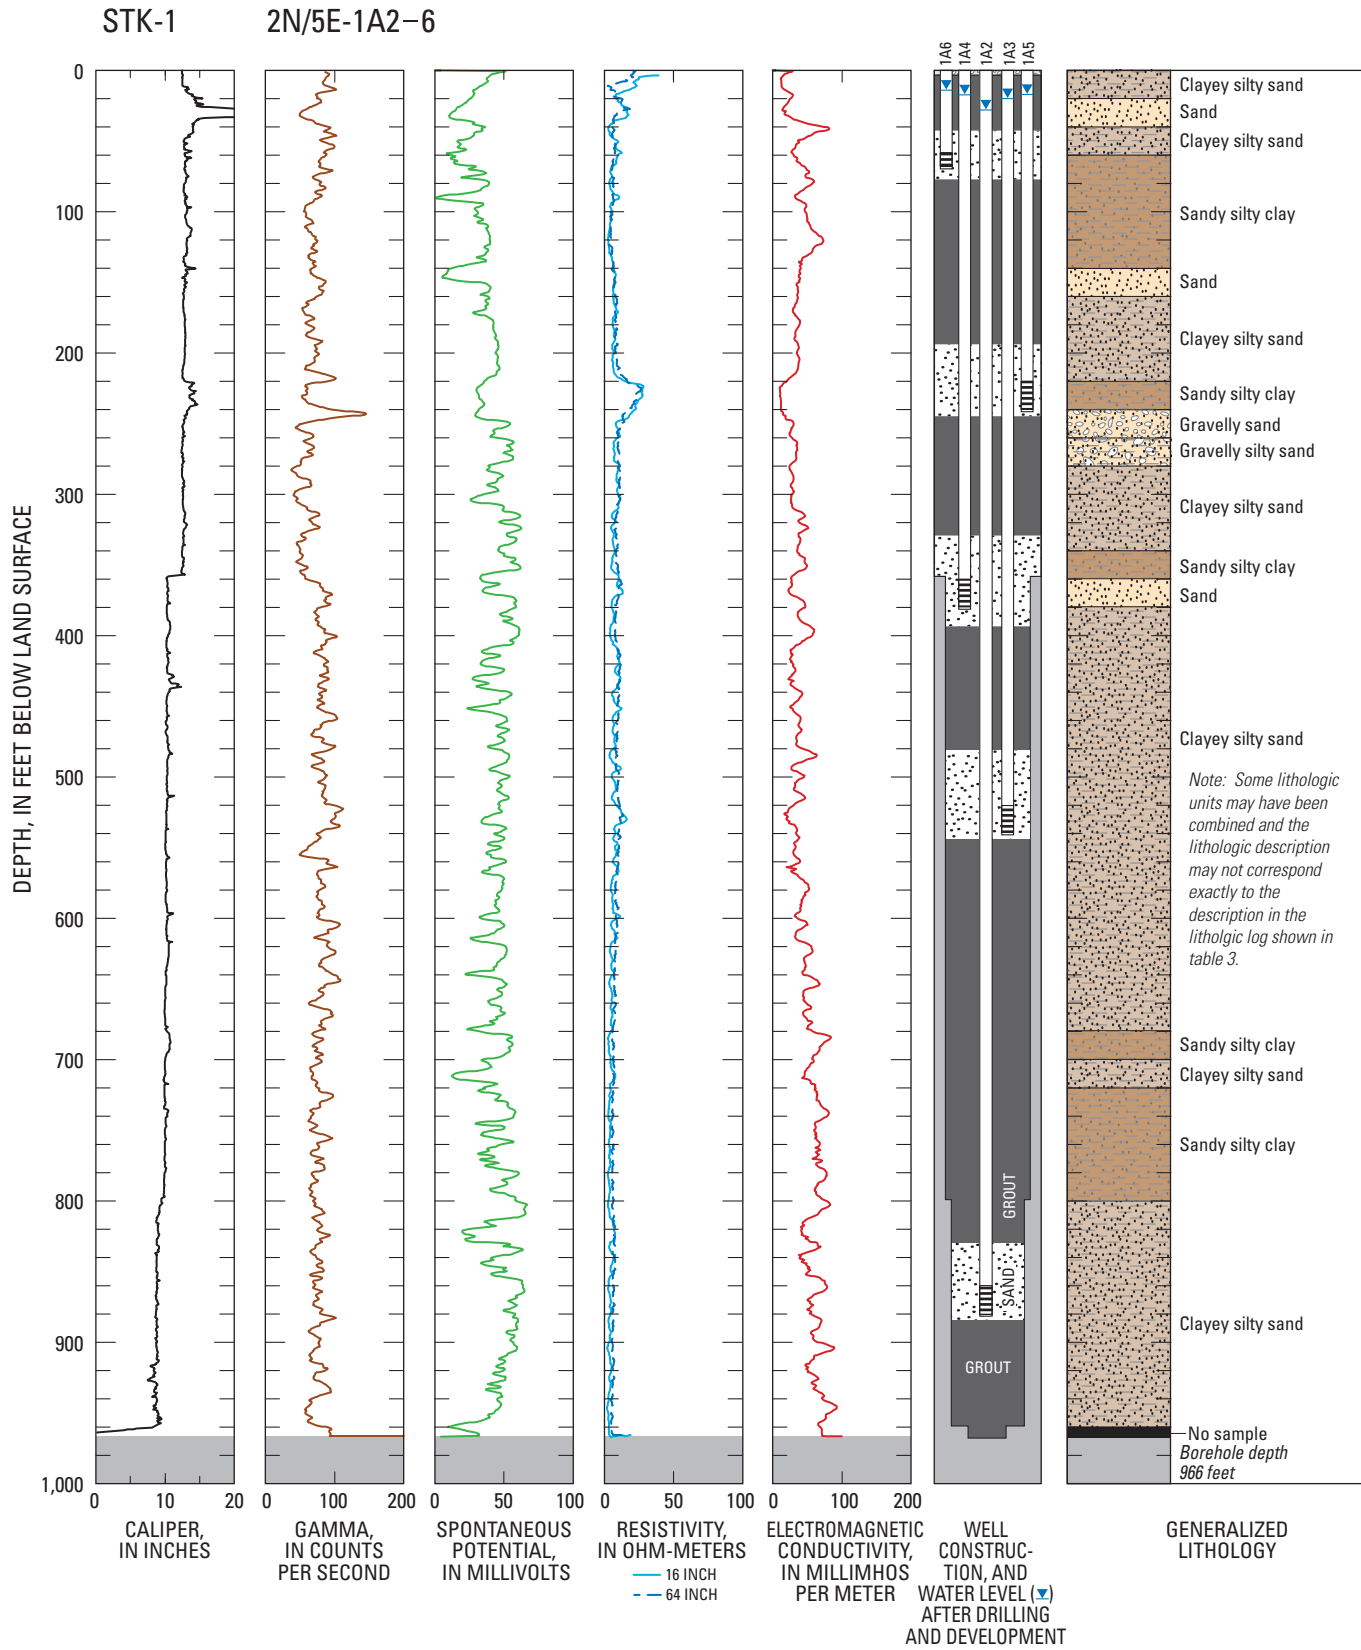 STK-1
2N/5E-1A2–6
1A6
1A4
1A2
1A3
1A5
DEPTH, IN FEET BELOW LAND SURFACE
0
100
200
300
400
500
600
700
800
900
1,000
Clayey silty sand
Sand
Clayey silty sand
Sandy silty clay
Sand
Clayey silty sand
Sandy silty clay
Gravelly sand
Gravelly silty sand
Clayey silty sand
Sandy silty clay
Sand
Clayey silty sand
Note: Some lithologic
units may have been
combined and the
lithologic description
may not correspond
exactly to the
description in the
litholgic log shown in
table 3.
Sandy silty clay
Clayey silty sand
Sandy silty clay
Clayey silty sand
No sample
Borehole depth
966 feet
GROUT
SAND
GROUT
0 10 20
0 100 200
0 50 100
0 50 100
0 100 200
CALIPER,
IN INCHES
GAMMA,
IN COUNTS
PER SECOND
SPONTANEOUS
POTENTIAL,
IN MILLIVOLTS
RESISTIVITY,
IN OHM-METERS
16 INCH
64 INCH
ELECTROMAGNETIC
CONDUCTIVITY,
IN MILLIMHOS
PER METER
WELL
CONSTRUC-
TION, AND
WATER LEVEL ( )
AFTER DRILLING
AND DEVELOPMENT
GENERALIZED
LITHOLOGY